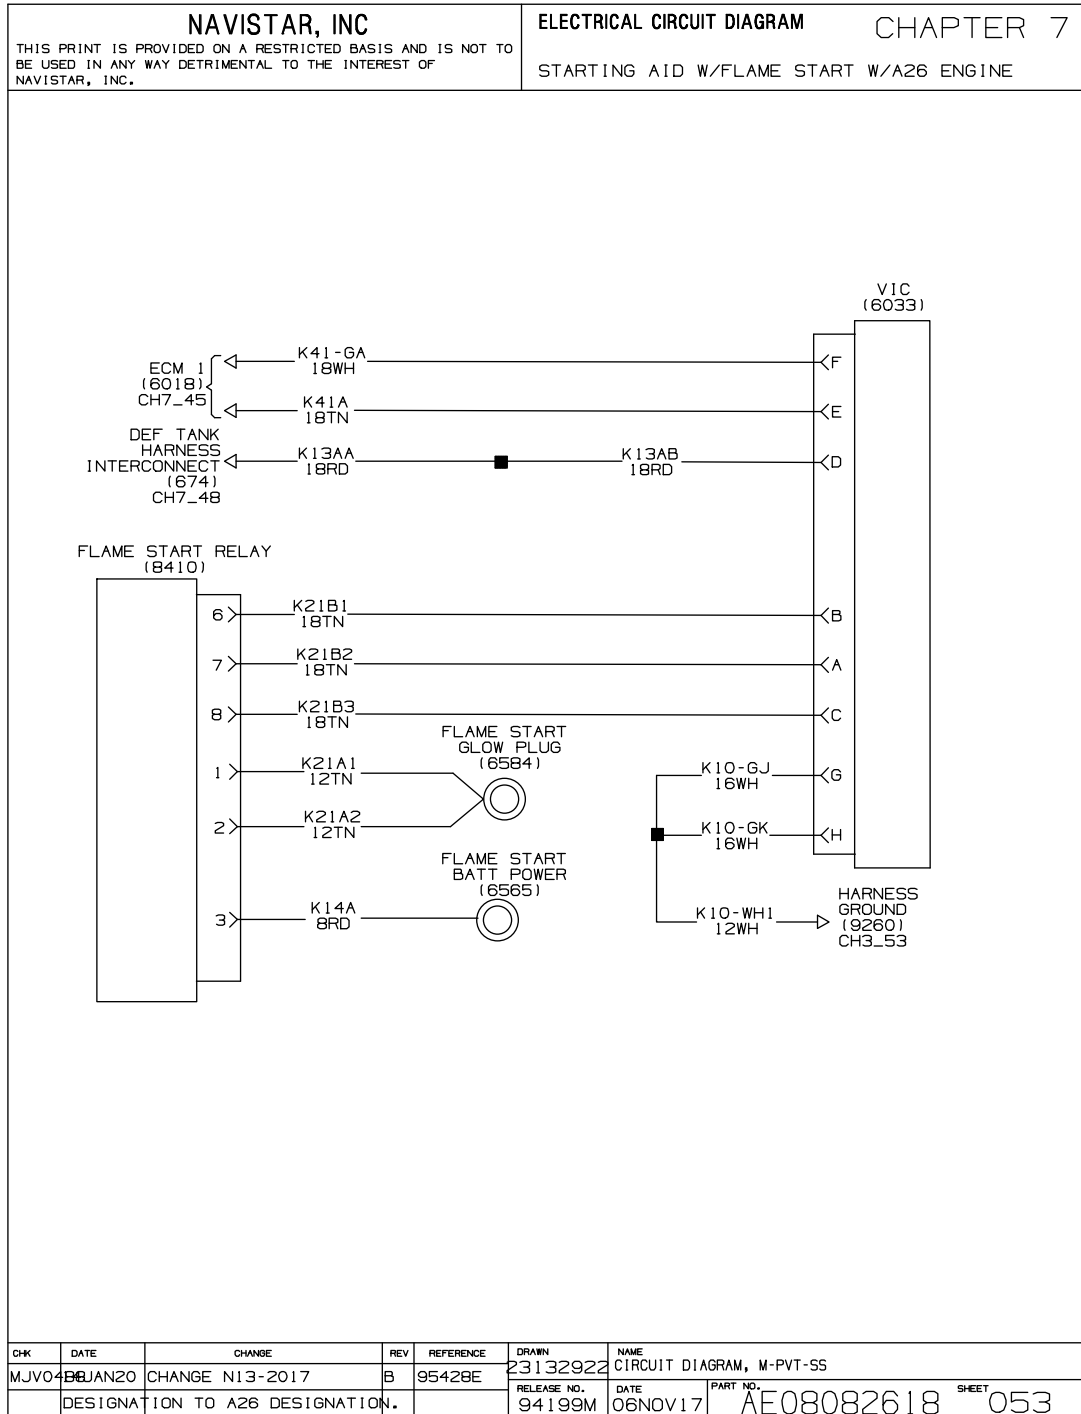 NAVISTAR, INC
THIS PRINT IS PROVIDED ON A RESTRICTED BASIS AND IS NOT TO
BE USED IN ANY WAY DETRIMENTAL TO THE INTEREST OF
NAVISTAR, INC.
ELECTRICAL CIRCUIT DIAGRAM
CHAPTER 7
STARTING AID W/FLAME START W/A26 ENGINE
VIC
(6033)
ECM 1
(6018)
CH7_45
K41-GA
18WH
F
K41A
18TN
E
DEF TANK
HARNESS
INTERCONNECT
(674)
CH7_48
K13AA
18RD
K13AB
18RD
D
FLAME START RELAY
(8410)
6
K21B1
18TN
B
7
K21B2
18TN
A
8
K21B3
18TN
C
FLAME START
GLOW PLUG
(6584)
1
K21A1
12TN
2
K21A2
12TN
K10-GJ
16WH
G
K10-GK
16WH
H
FLAME START
BATT POWER
(6565)
3
K14A
8RD
K10-WH1
12WH
HARNESS
GROUND
(9260)
CH3_53
CHK DATE CHANGE REV REFERENCE
CHANGE N13-2017 B 95428E
DESIGNATION TO A26 DESIGNATION.
DRAWN
23132922
NAME
CIRCUIT DIAGRAM, M-PVT-SS
RELEASE NO.
94199M
DATE
06NOV17
PART NO.
AE08082618
SHEET
053